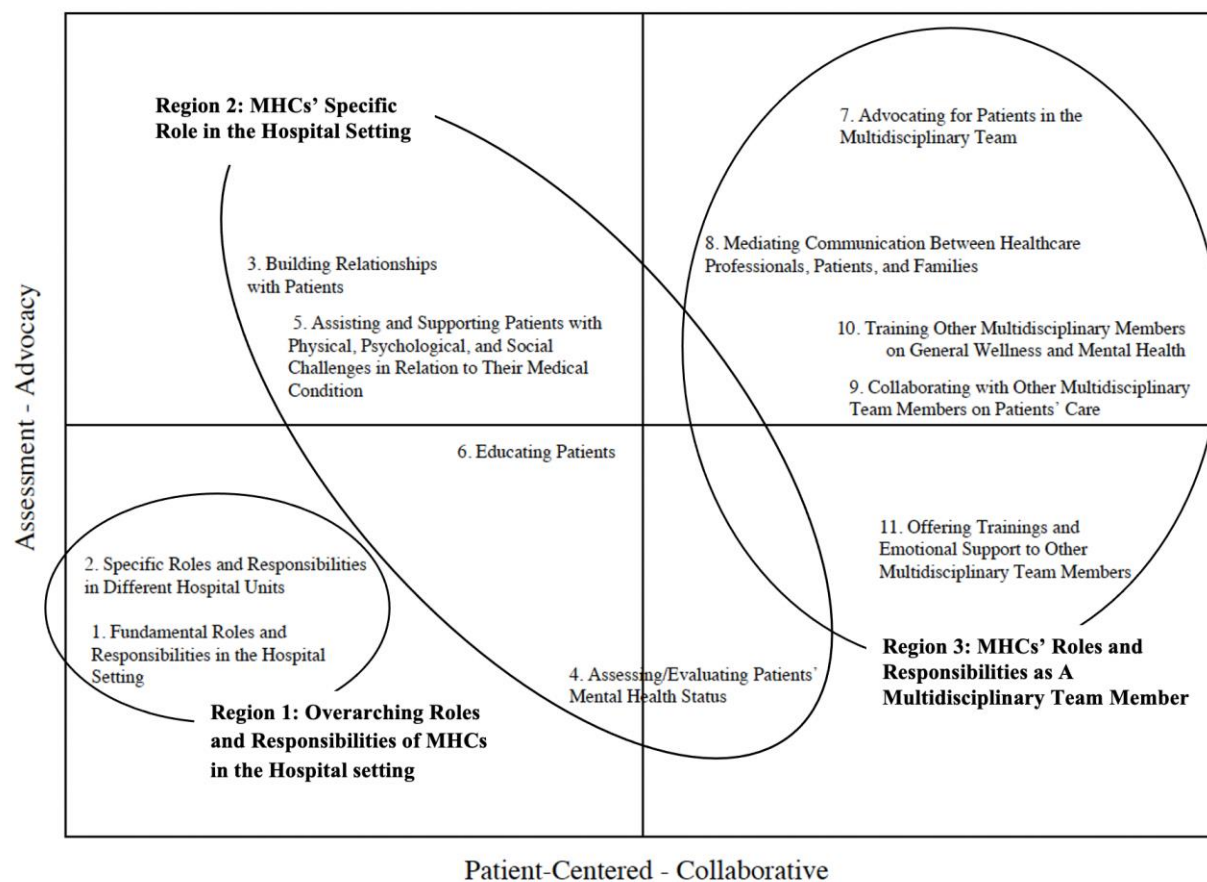 Region 2: MHCs’ Specific
Role in the Hospital Setting
7. Advocating for Patients in the
Multidisciplinary Team
3. Building Relationships
with Patients
8. Mediating Communication Between Healthcare
Professionals, Patients, and Families
5. Assisting and Supporting Patients with
Physical, Psychological, and Social
Challenges in Relation to Their Medical
Condition
10. Training Other Multidisciplinary Members
on General Wellness and Mental Health
9. Collaborating with Other Multidisciplinary
Team Members on Patients’ Care
Assessment - Advocacy
6. Educating Patients
2. Specific Roles and Responsibilities
in Different Hospital Units
11. Offering Trainings and
Emotional Support to Other
Multidisciplinary Team Members
1. Fundamental Roles and
Responsibilities in the Hospital
Setting
4. Assessing/Evaluating Patients’
Mental Health Status
Region 3: MHCs’ Roles and
Responsibilities as A
Multidisciplinary Team Member
Region 1: Overarching Roles
and Responsibilities of MHCs
in the Hospital setting
Patient-Centered - Collaborative